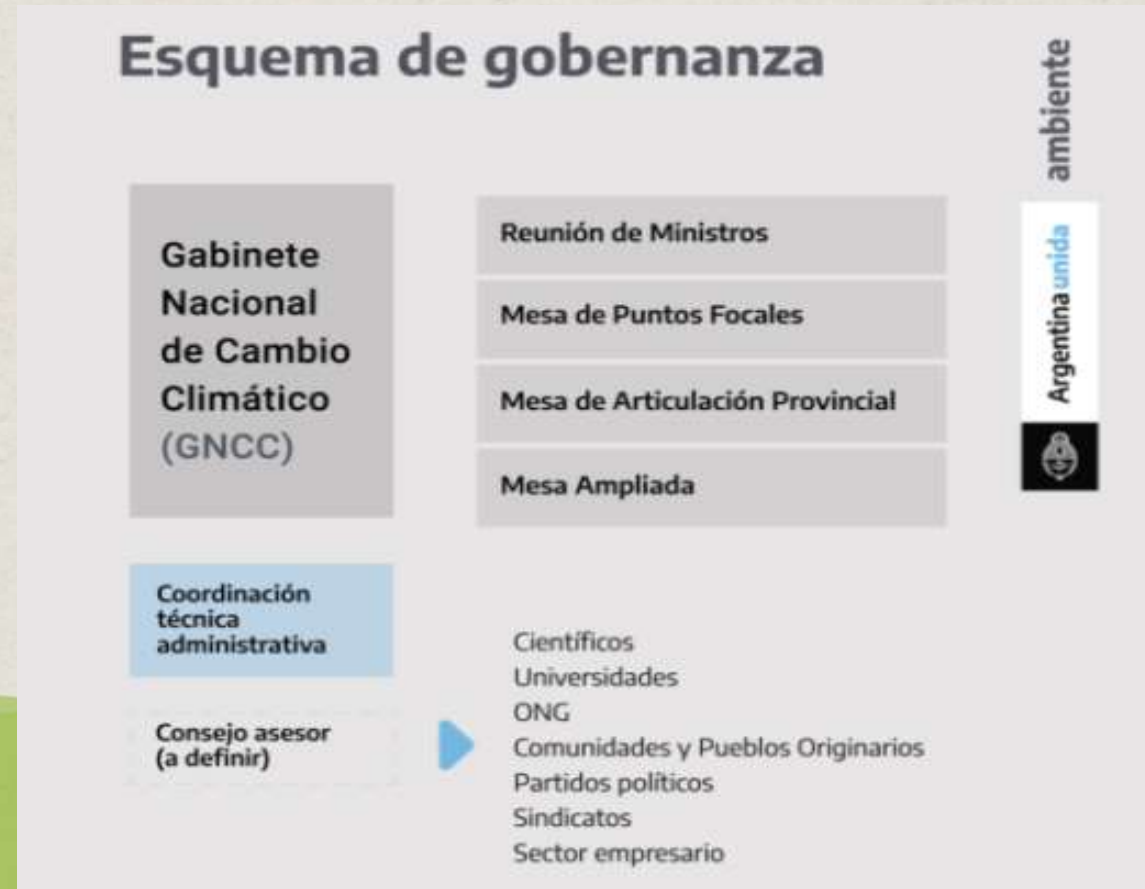 Esquema de gobernanza
ambiente
Argentina unida
Gabinete
Nacional
de Cambio
Climático
(GNCC)
Reunión de Ministros
Mesa de Puntos Focales
Mesa de Articulación Provincial
Mesa Ampliada
Coordinación
técnica
administrativa
Consejo asesor
(a definir)
Científicos
Universidades
ONG
Comunidades y Pueblos Originarios
Partidos políticos
Sindicatos
Sector empresario